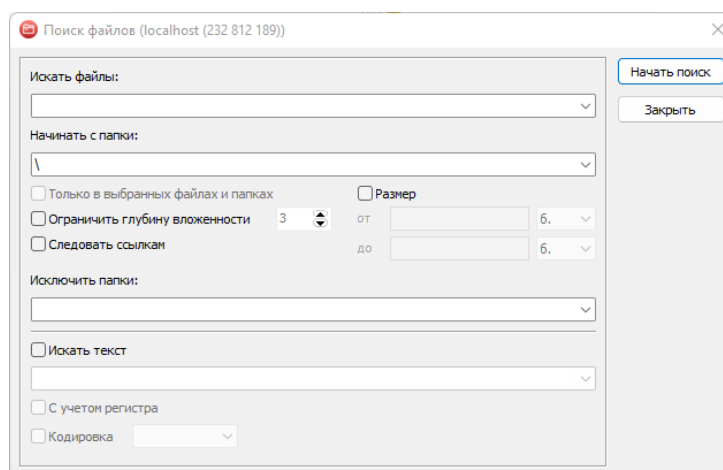 Поиск файлов (localhost (232 812 189))
Искать файлы:
Начать поиск
Закрыть
Начинать с папки:
\
Только в выбранных файлах и папках
Размер
Ограничить глубину вложенности 3
от б.
Следовать ссылкам
до б.
Исключить папки:
Искать текст
С учетом регистра
Кодировка